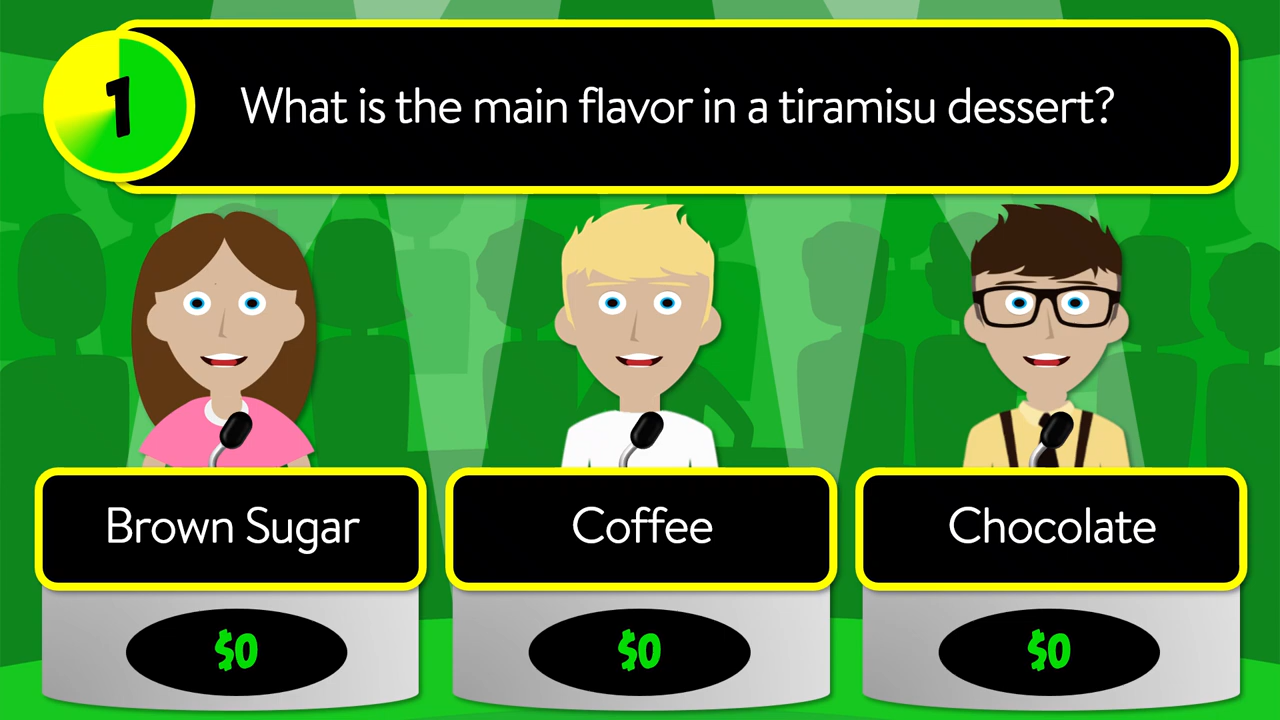 1
What is the main flavor in a tiramisu dessert?
Brown Sugar
Coffee
Chocolate
$0
$0
$0